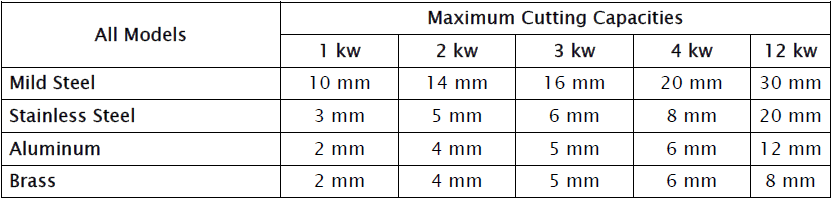 All Models Maximum Cutting Capacities
1 kw 2 kw 3 kw 4 kw 12 kw
Mild Steel 10 mm 14 mm 16 mm 20 mm 30 mm
Stainless Steel 3 mm 5 mm 6 mm 8 mm 20 mm
Aluminum 2 mm 4 mm 5 mm 6 mm 12 mm
Brass 2 mm 4 mm 5 mm 6 mm 8 mm